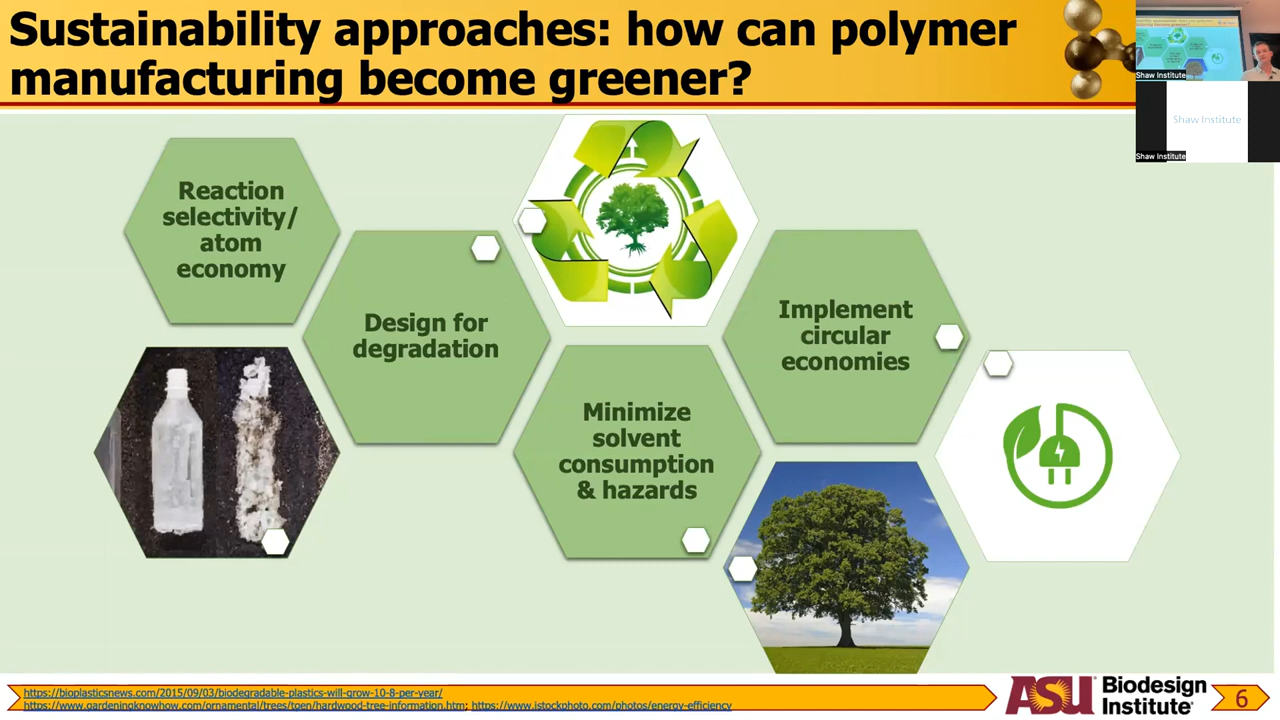 Sustainability approaches: how can polymer
manufacturing become greener?
Shaw Institute
Shaw Institute
Shaw Institute
Reaction
selectivity/
atom
economy
Design for
degradation
Minimize
solvent
consumption
& hazards
Implement
circular
economies
https://bioplasticsnews.com/2015/09/03/biodegradable-plastics-will-grow-10-8-per-year/
https://www.gardeningknowhow.com/ornamental/trees/tgen/hardwood-tree-information.htm; https://www.istockphoto.com/photos/energy-efficiency
ASU Biodesign
Institute®
6